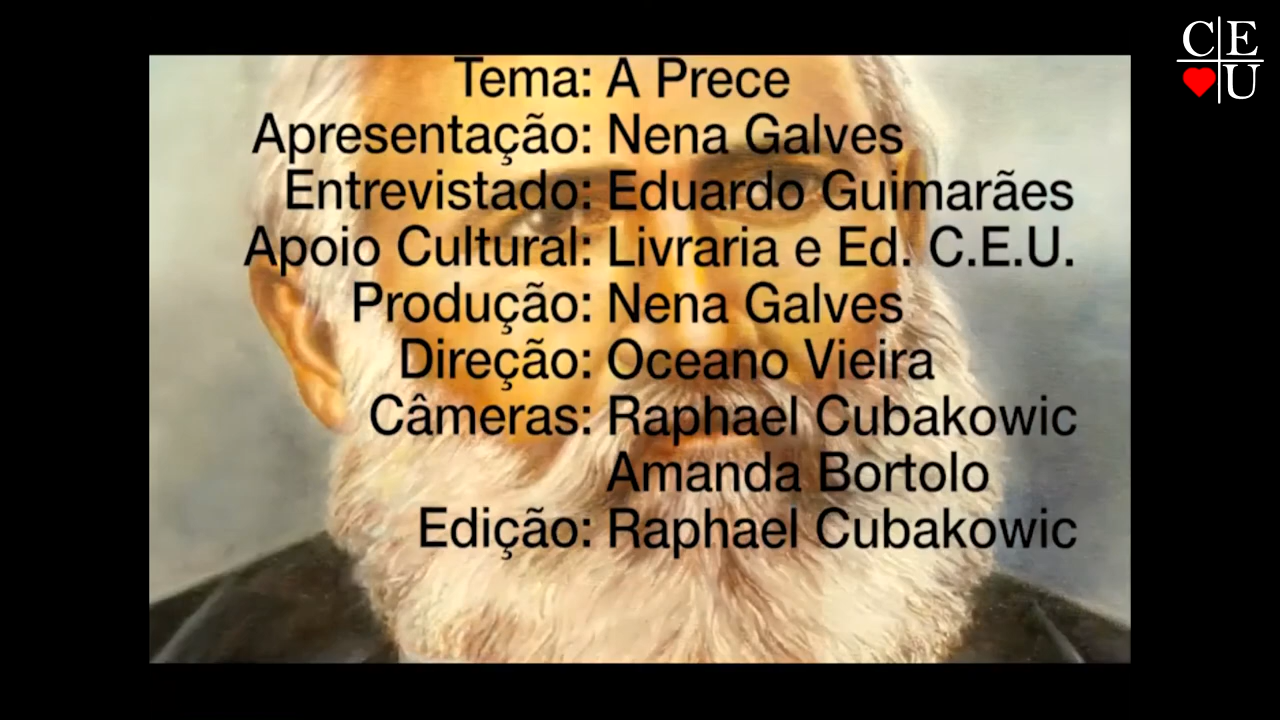 C E
U
Tema: A Prece
Apresentação: Nena Galves
Entrevistado: Eduardo Guimarães
Apoio Cultural: Livraria e Ed. C.E.U.
Produção: Nena Galves
Direção: Oceano Vieira
Câmeras: Raphael Cubakowic
Amanda Bortolo
Edição: Raphael Cubakowic